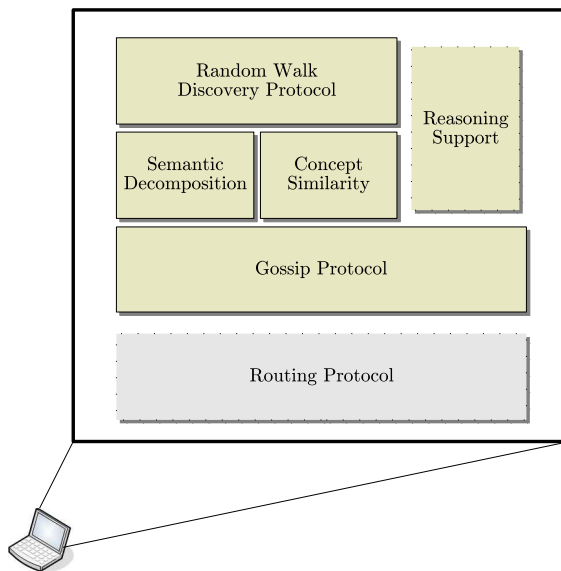 Random Walk
Discovery Protocol
Reasoning
Support
Semantic
Decomposition
Concept
Similarity
Gossip Protocol
Routing Protocol